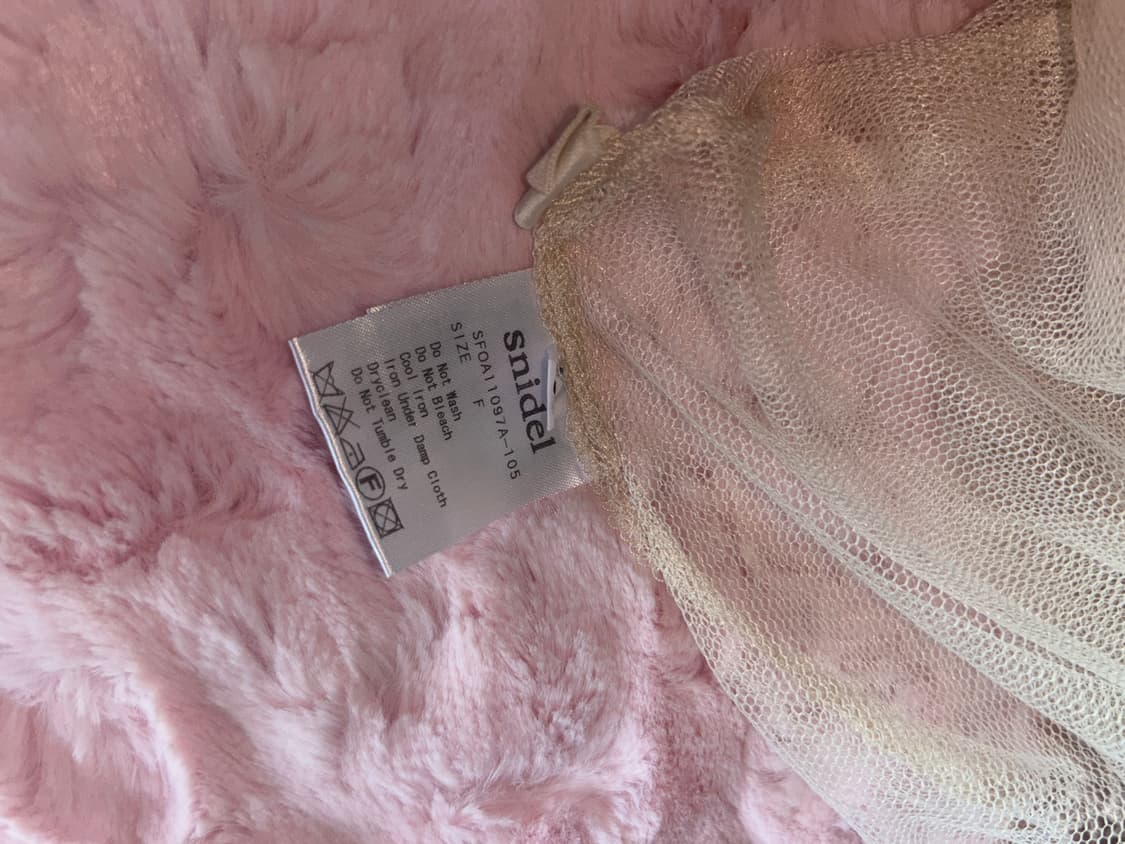 snidel
SFOA11097A-105
SIZE F
Do Not Wash
Do Not Bleach
Cool Iron
Iron Under Damp Cloth
Dryclean
Do Not Tumble Dry
F